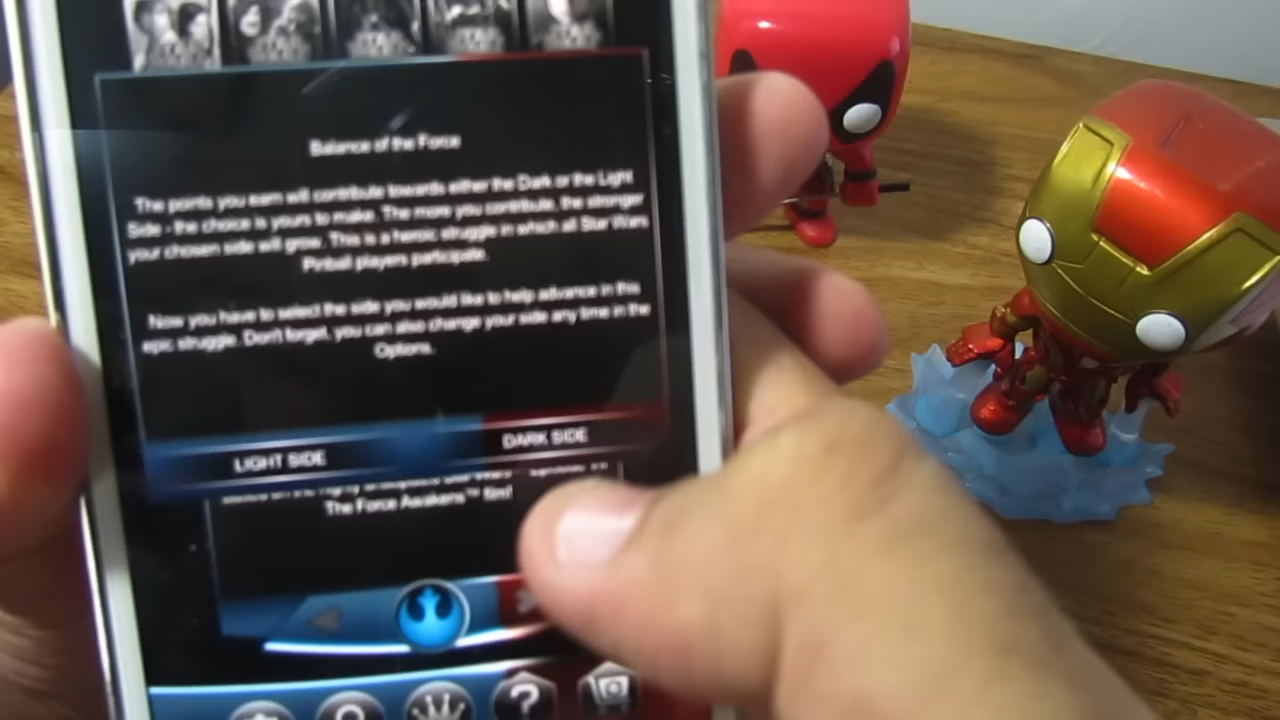 Balance of the Force
The points you earn will contribute towards either the Dark or the Light
Side - the choice is yours to make. The more you contribute, the stronger
your chosen side will grow. This is a heroic struggle in which all Star Wars
Pinball players participate.
Now you have to select the side you would like to help advance in this
epic struggle. Don't forget, you can also change your side any time in the
Options.
LIGHT SIDE
DARK SIDE
The Force Awakens™ film!
?